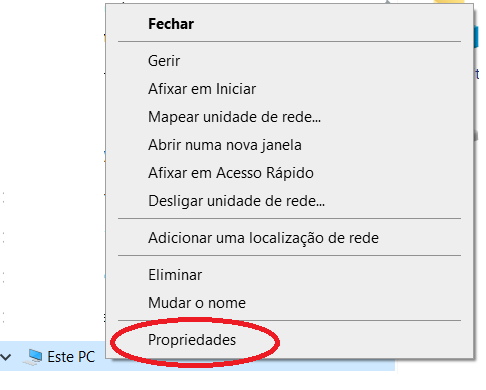 Fechar
Gerir
Afixar em Iniciar
Mapear unidade de rede...
Abrir numa nova janela
Afixar em Acesso Rápido
Desligar unidade de rede...
Adicionar uma localização de rede
Eliminar
Mudar o nome
Propriedades
Este PC